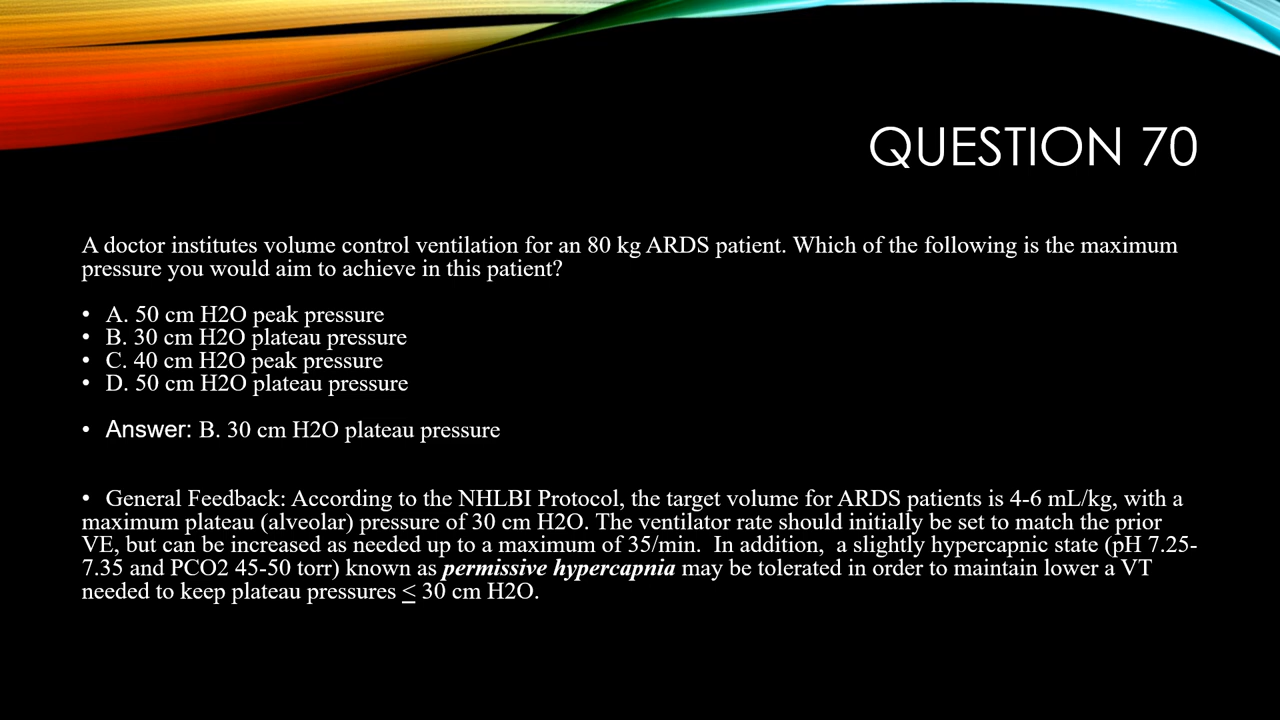 QUESTION 70
A doctor institutes volume control ventilation for an 80 kg ARDS patient. Which of the following is the maximum
pressure you would aim to achieve in this patient?
• A. 50 cm H2O peak pressure
• B. 30 cm H2O plateau pressure
• C. 40 cm H2O peak pressure
• D. 50 cm H2O plateau pressure
• Answer: B. 30 cm H2O plateau pressure
• General Feedback: According to the NHLBI Protocol, the target volume for ARDS patients is 4-6 mL/kg, with a
maximum plateau (alveolar) pressure of 30 cm H2O. The ventilator rate should initially be set to match the prior
VE, but can be increased as needed up to a maximum of 35/min.  In addition,  a slightly hypercapnic state (pH 7.25-
7.35 and PCO2 45-50 torr) known as permissive hypercapnia may be tolerated in order to maintain lower a VT
needed to keep plateau pressures ≤ 30 cm H2O.